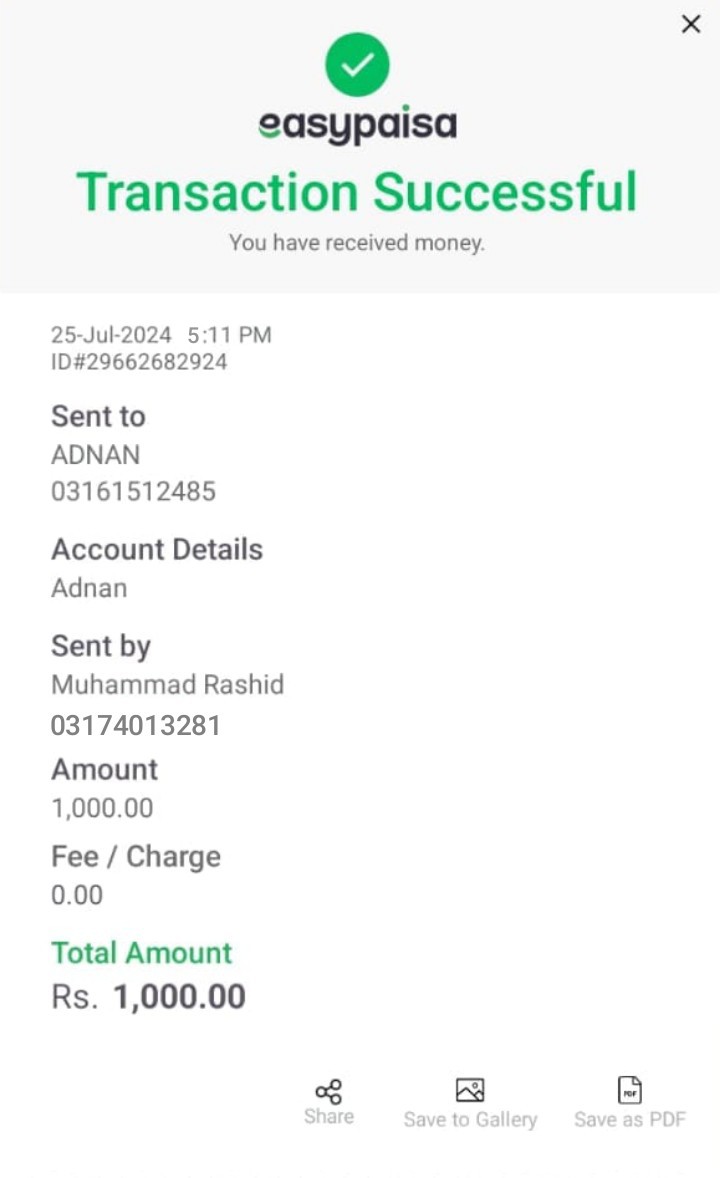 easypaisa
Transaction Successful
You have received money.
25-Jul-2024 5:11 PM
ID#29662682924
Sent to
ADNAN
03161512485
Account Details
Adnan
Sent by
Muhammad Rashid
03174013281
Amount
1,000.00
Fee / Charge
0.00
Total Amount
Rs. 1,000.00
PDF
Share
Save to Gallery
Save as PDF